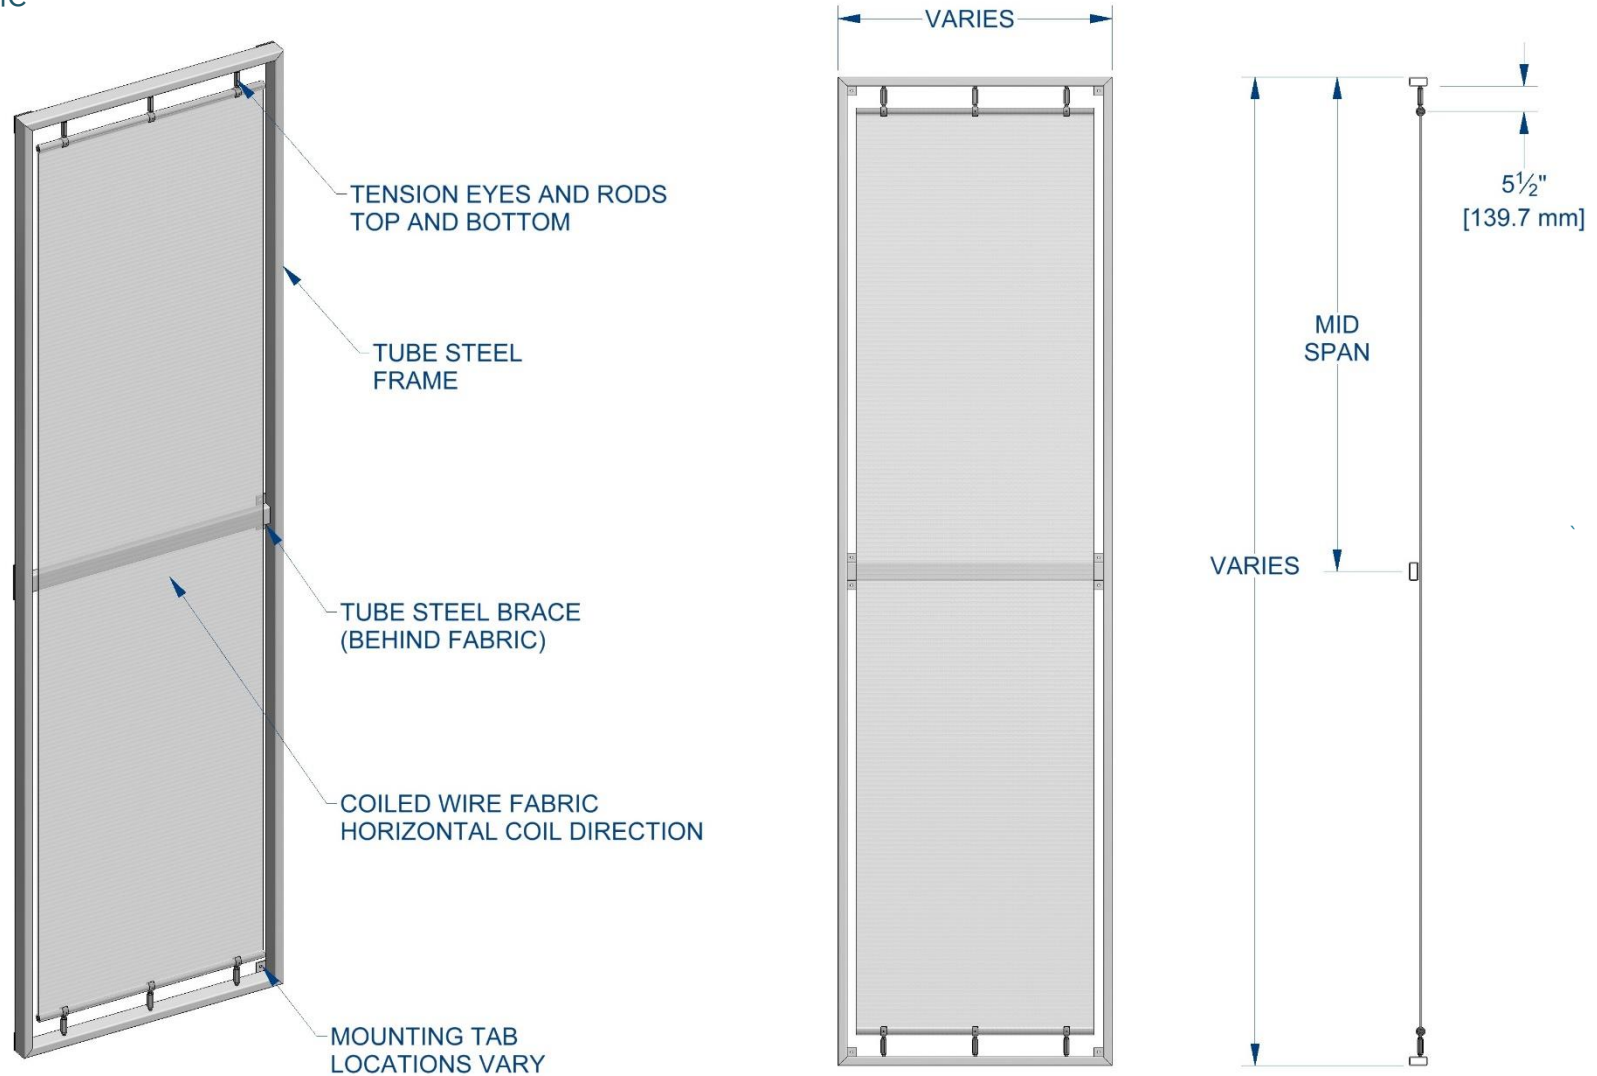 TENSION EYES AND RODS
TOP AND BOTTOM
TUBE STEEL
FRAME
TUBE STEEL BRACE
(BEHIND FABRIC)
COILED WIRE FABRIC
HORIZONTAL COIL DIRECTION
MOUNTING TAB
LOCATIONS VARY
VARIES
VARIES
MID
SPAN
5½"
[139.7 mm]